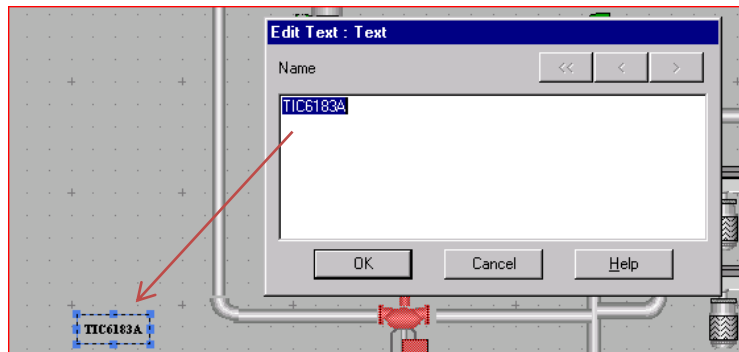 Edit Text : Text
Name
<< < >
TIC6183A
OK Cancel Help
TIC6183A